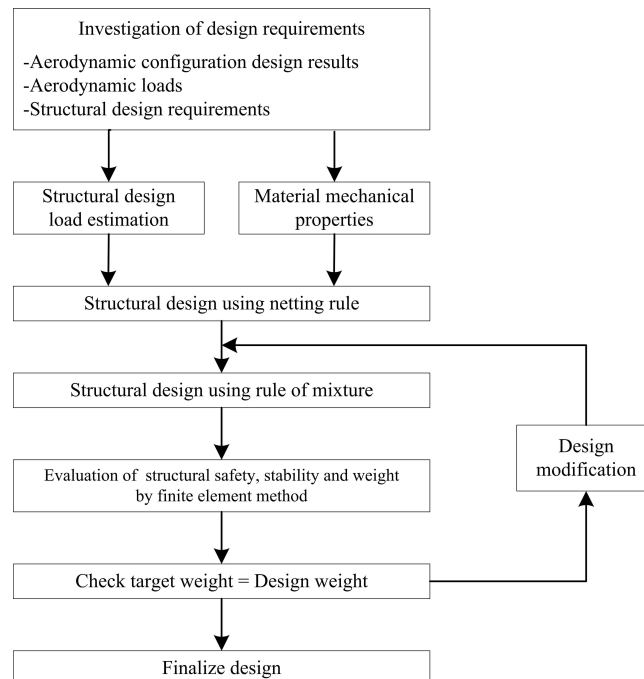 Investigation of design requirements
-Aerodynamic configuration design results
-Aerodynamic loads
-Structural design requirements
Structural design
load estimation
Material mechanical
properties
Structural design using netting rule
Structural design using rule of mixture
Evaluation of structural safety, stability and weight
by finite element method
Design
modification
Check target weight = Design weight
Finalize design